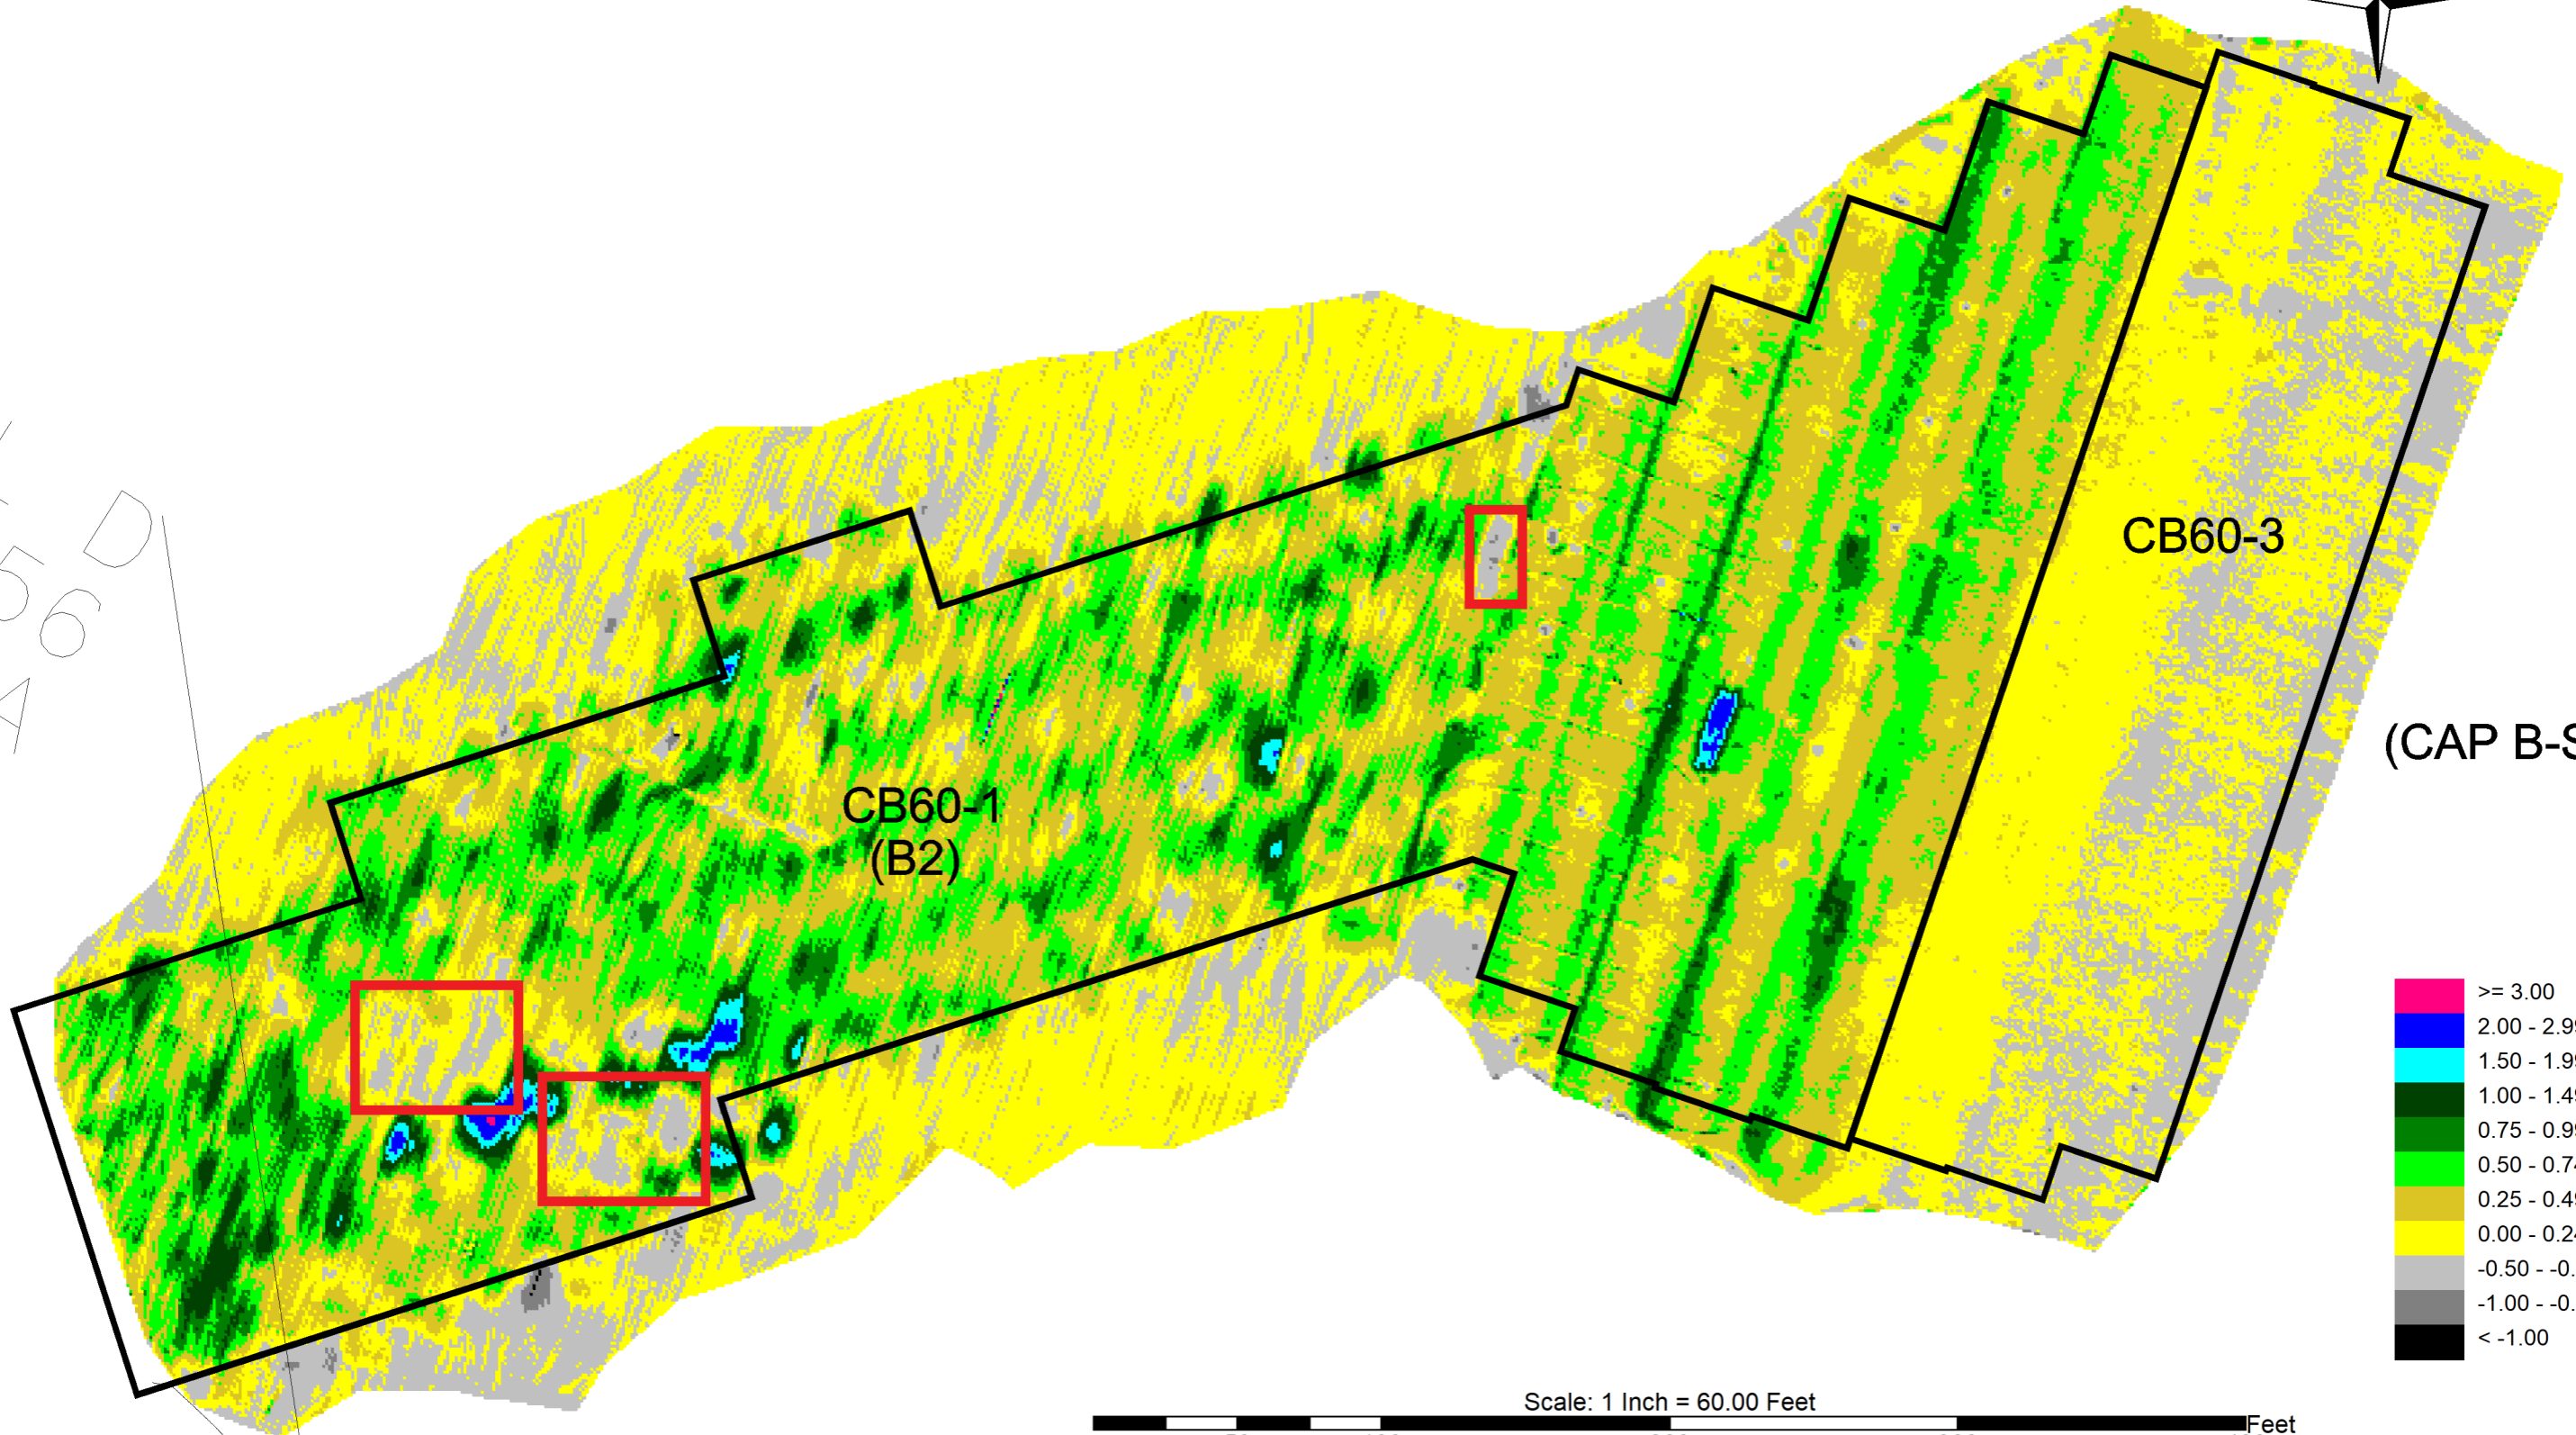 CB60-3
(CAP B-S
CB60-1
(B2)
>= 3.00
2.00 - 2.9
1.50 - 1.9
1.00 - 1.4
0.75 - 0.9
0.50 - 0.7
0.25 - 0.4
0.00 - 0.2
-0.50 - -0.
-1.00 - -0.
< -1.00
Scale: 1 Inch = 60.00 Feet
Feet